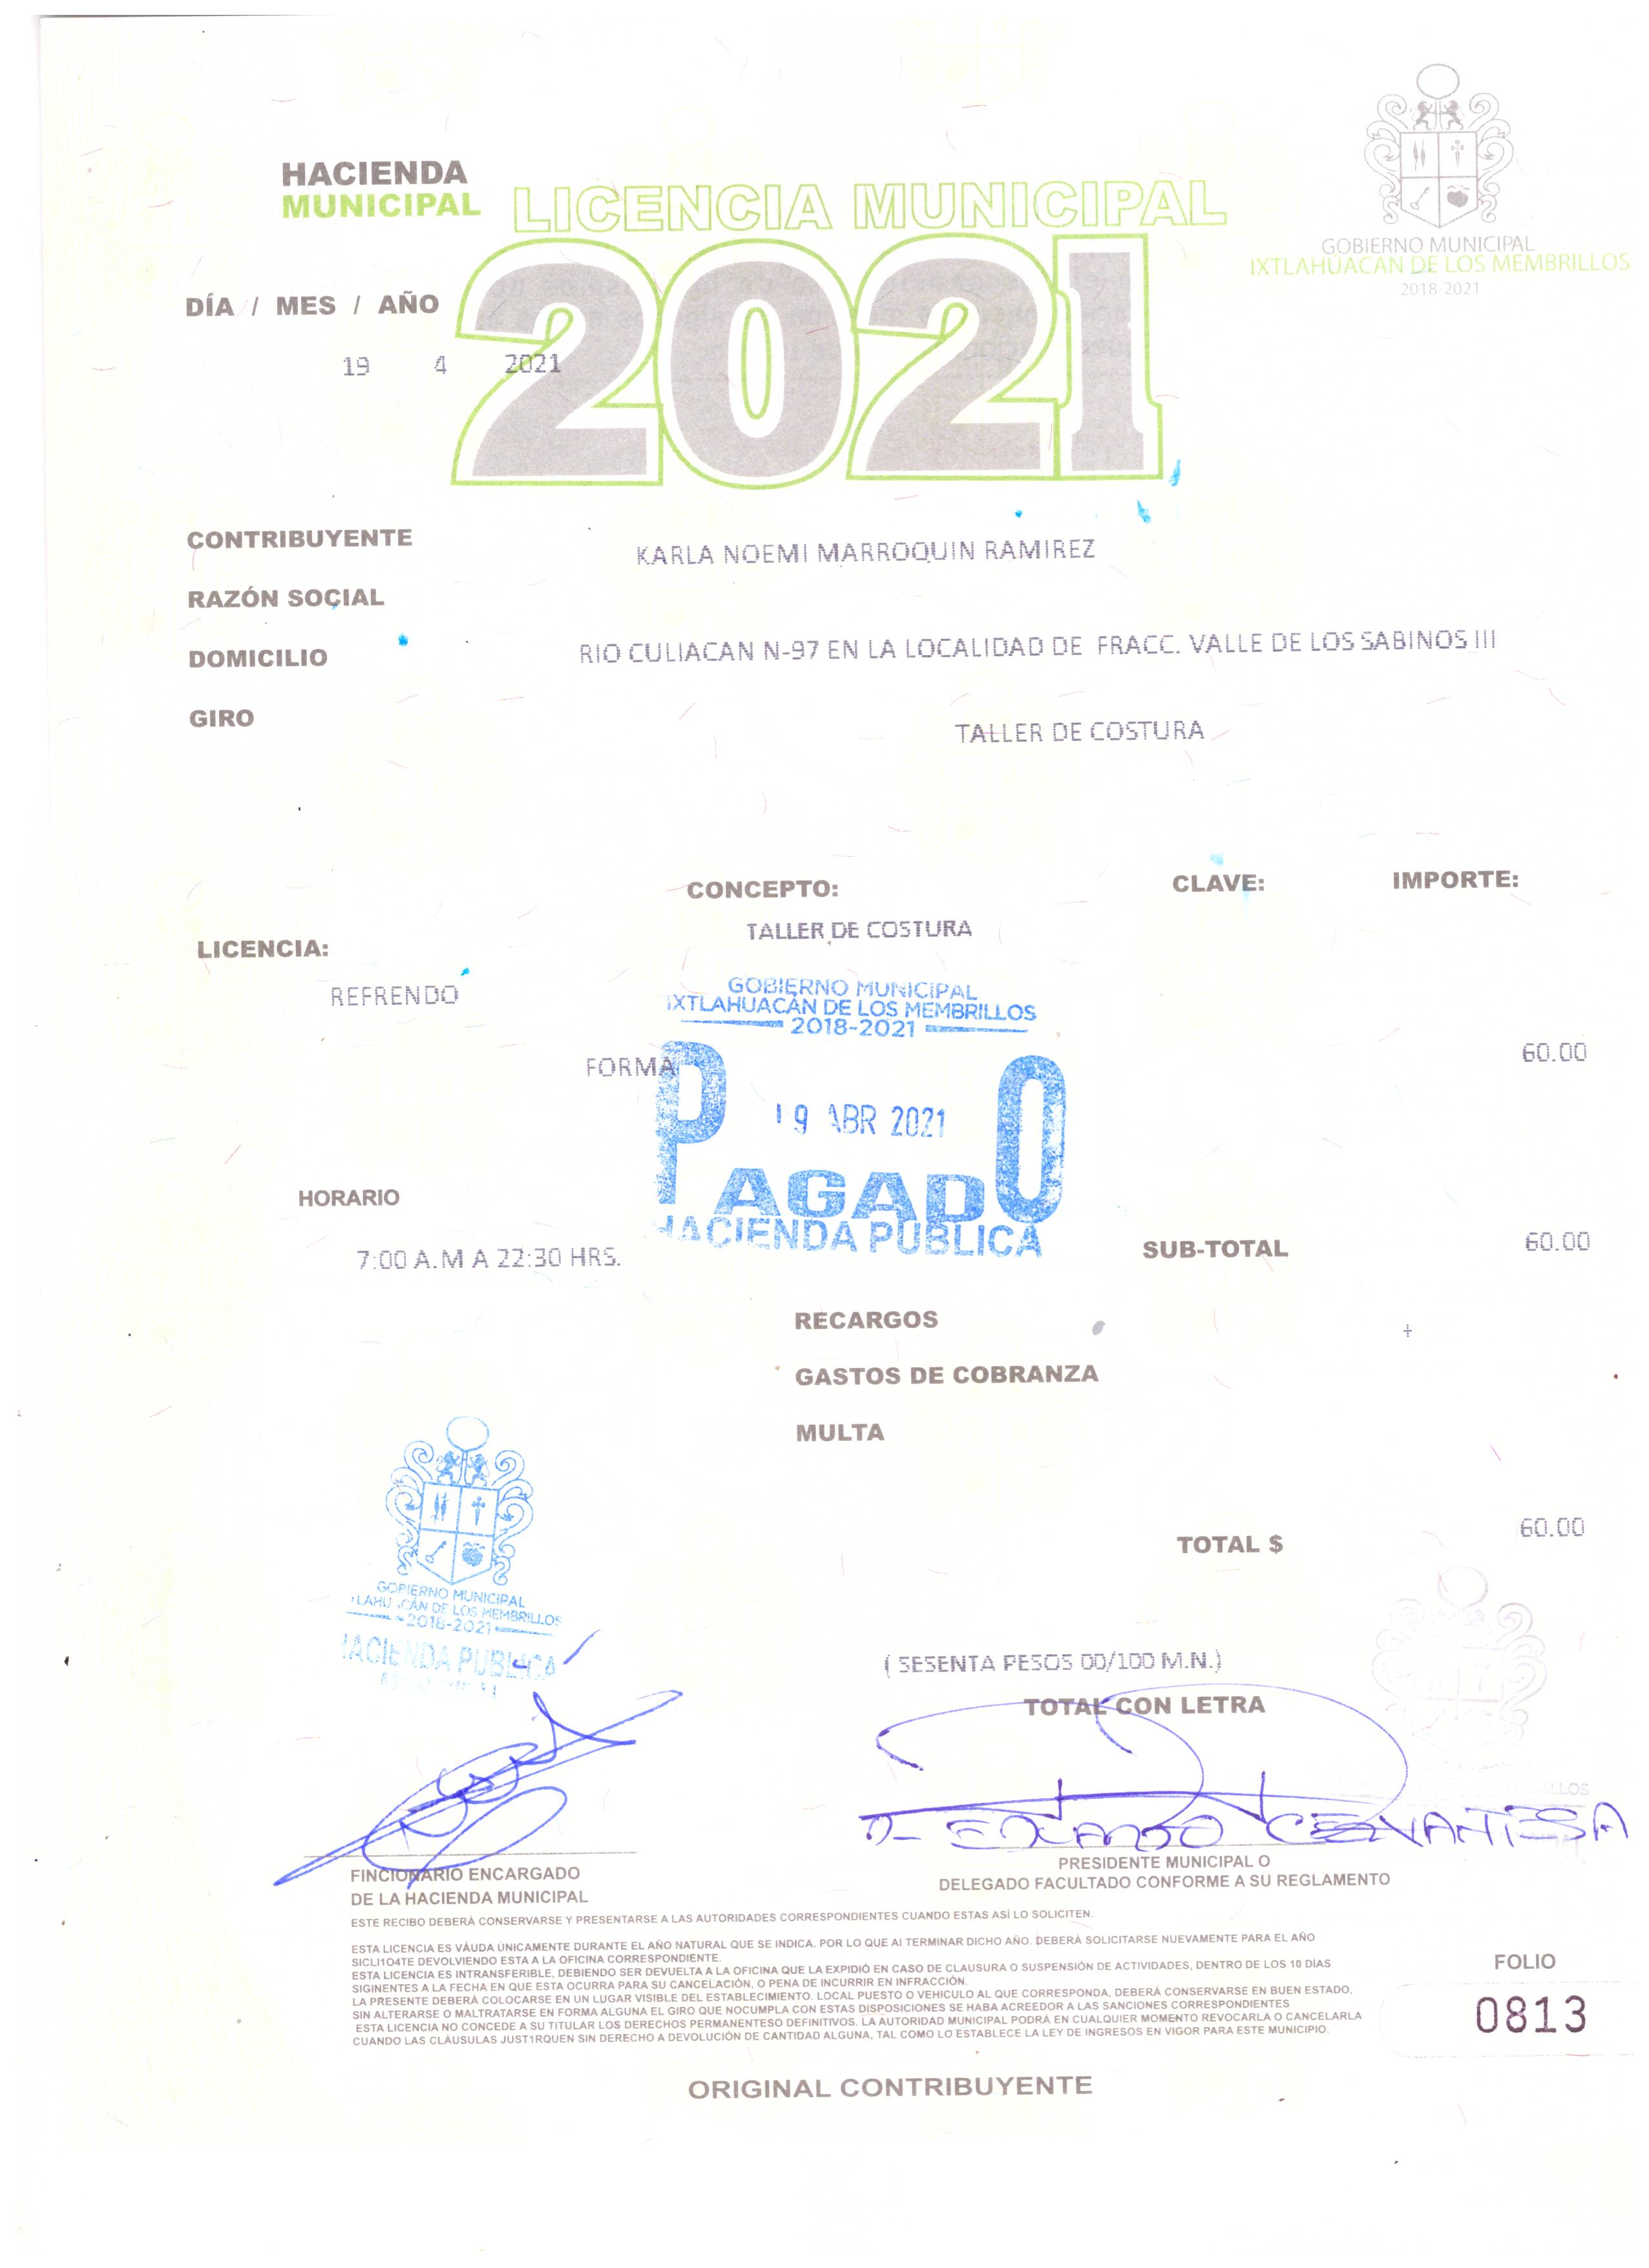 HACIENDA
MUNICIPAL
LICENCIA MUNICIPAL
2021
GOBIERNO MUNICIPAL
IXTLAHUACAN DE LOS MEMBRILLOS
2018-2021
DÍA / MES / AÑO
19 4 2021
CONTRIBUYENTE
KARLA NOEMI MARROQUIN RAMIREZ
RAZÓN SOCIAL
DOMICILIO
RIO CULIACAN N-97 EN LA LOCALIDAD DE FRACC. VALLE DE LOS SABINOS III
GIRO
TALLER DE COSTURA
CONCEPTO: CLAVE: IMPORTE:
TALLER DE COSTURA
LICENCIA:
REFRENDO
GOBIERNO MUNICIPAL
IXTLAHUACÁN DE LOS MEMBRILLOS
2018-2021
FORMA 60.00
19 ABR 2021
PAGADO
HACIENDA PUBLICA
HORARIO
7:00 A.M A 22:30 HRS.
SUB-TOTAL 60.00
RECARGOS
GASTOS DE COBRANZA
MULTA
TOTAL $ 60.00
GOBIERNO MUNICIPAL
TLAHUACÁN DE LOS MEMBRILLOS
2018-2021
HACIENDA PUBLICA
( SESENTA PESOS 00/100 M.N.)
TOTAL CON LETRA
FINCIONARIO ENCARGADO
DE LA HACIENDA MUNICIPAL
D- EDUARDO CERVANTES A
PRESIDENTE MUNICIPAL O
DELEGADO FACULTADO CONFORME A SU REGLAMENTO
ESTE RECIBO DEBERÁ CONSERVARSE Y PRESENTARSE A LAS AUTORIDADES CORRESPONDIENTES CUANDO ESTAS ASÍ LO SOLICITEN.
ESTA LICENCIA ES VÁUDA ÚNICAMENTE DURANTE EL AÑO NATURAL QUE SE INDICA. POR LO QUE AI TERMINAR DICHO AÑO. DEBERÁ SOLICITARSE NUEVAMENTE PARA EL AÑO
SICLI1O4TE DEVOLVIENDO ESTA A LA OFICINA CORRESPONDIENTE.
ESTA LICENCIA ES INTRANSFERIBLE, DEBIENDO SER DEVUELTA A LA OFICINA QUE LA EXPIDIÓ EN CASO DE CLAUSURA O SUSPENSIÓN DE ACTIVIDADES, DENTRO DE LOS 10 DÍAS
SIGINENTES A LA FECHA EN QUE ESTA OCURRA PARA SU CANCELACIÓN, O PENA DE INCURRIR EN INFRACCIÓN.
LA PRESENTE DEBERÁ COLOCARSE EN UN LUGAR VISIBLE DEL ESTABLECIMIENTO. LOCAL PUESTO O VEHICULO AL QUE CORRESPONDA, DEBERÁ CONSERVARSE EN BUEN ESTADO,
SIN ALTERARSE O MALTRATARSE EN FORMA ALGUNA EL GIRO QUE NOCUMPLA CON ESTAS DISPOSICIONES SE HABA ACREEDOR A LAS SANCIONES CORRESPONDIENTES
ESTA LICENCIA NO CONCEDE A SU TITULAR LOS DERECHOS PERMANENTESO DEFINITIVOS. LA AUTORIDAD MUNICIPAL PODRÁ EN CUALQUIER MOMENTO REVOCARLA O CANCELARLA
CUANDO LAS CLÁUSULAS JUST1RQUEN SIN DERECHO A DEVOLUCIÓN DE CANTIDAD ALGUNA, TAL COMO LO ESTABLECE LA LEY DE INGRESOS EN VIGOR PARA ESTE MUNICIPIO.
FOLIO
0813
ORIGINAL CONTRIBUYENTE